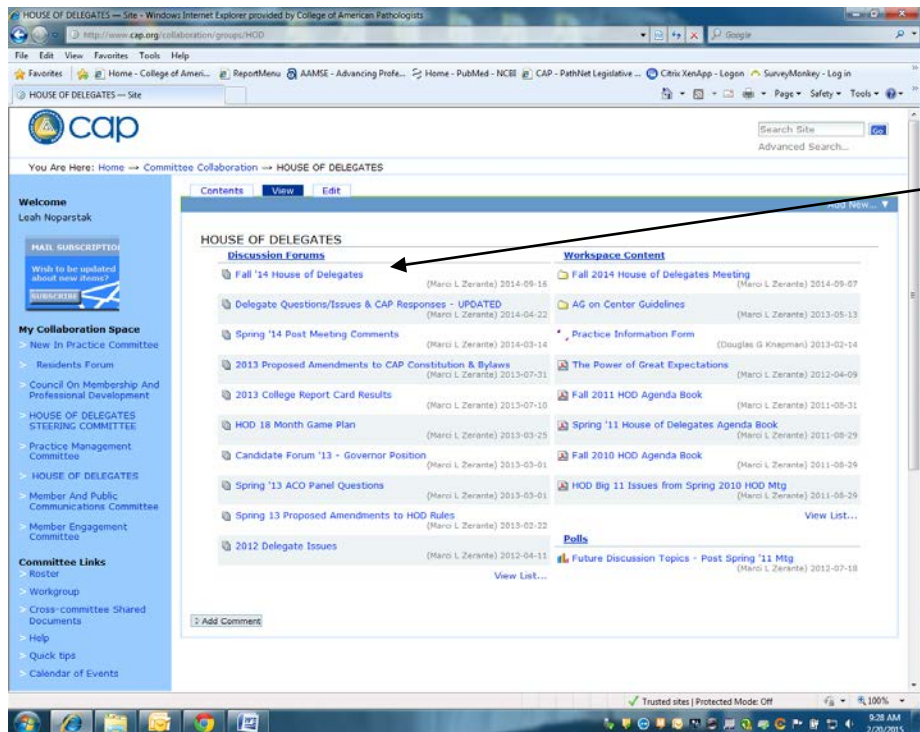 HOUSE OF DELEGATES — Site - Windows Internet Explorer provided by College of American Pathologists
http://www.cap.org/collaboration/groups/HOD
Google
File Edit View Favorites Tools Help
Favorites Home - College of Ameri... ReportMenu AAMSE - Advancing Profe... Home - PubMed - NCBI CAP - PathNet Legislative ... Citrix XenApp - Logon SurveyMonkey - Log in
HOUSE OF DELEGATES — Site
Page Safety Tools
cap
Search Site
Go
Advanced Search...
You Are Here: Home → Committee Collaboration → HOUSE OF DELEGATES
Contents View Edit
Add New...
Welcome
Leah Noparstak
MAIL SUBSCRIPTIO
Wish to be updated
about new items?
SUBSCRIBE
My Collaboration Space
> New In Practice Committee
> Residents Forum
> Council On Membership And
Professional Development
> HOUSE OF DELEGATES
STEERING COMMITTEE
> Practice Management
Committee
> HOUSE OF DELEGATES
> Member And Public
Communications Committee
> Member Engagement
Committee
Committee Links
> Roster
> Workgroup
> Cross-committee Shared
Documents
> Help
> Quick tips
> Calendar of Events
HOUSE OF DELEGATES
Discussion Forums
Fall '14 House of Delegates
(Marci L Zerante) 2014-09-16
Delegate Questions/Issues & CAP Responses - UPDATED
(Marci L Zerante) 2014-04-22
Spring '14 Post Meeting Comments
(Marci L Zerante) 2014-03-14
2013 Proposed Amendments to CAP Constitution & Bylaws
(Marci L Zerante) 2013-07-31
2013 College Report Card Results
(Marci L Zerante) 2013-07-10
HOD 18 Month Game Plan
(Marci L Zerante) 2013-03-25
Candidate Forum '13 - Governor Position
(Marci L Zerante) 2013-03-01
Spring '13 ACO Panel Questions
(Marci L Zerante) 2013-03-01
Spring 13 Proposed Amendments to HOD Rules
(Marci L Zerante) 2013-02-22
2012 Delegate Issues
(Marci L Zerante) 2012-04-11
View List...
Workspace Content
Fall 2014 House of Delegates Meeting
(Marci L Zerante) 2014-09-07
AG on Center Guidelines
(Marci L Zerante) 2013-05-13
Practice Information Form
(Douglas G Knapman) 2013-02-14
The Power of Great Expectations
(Marci L Zerante) 2012-04-09
Fall 2011 HOD Agenda Book
(Marci L Zerante) 2011-08-31
Spring '11 House of Delegates Agenda Book
(Marci L Zerante) 2011-08-29
Fall 2010 HOD Agenda Book
(Marci L Zerante) 2011-08-29
HOD Big 11 Issues from Spring 2010 HOD Mtg
(Marci L Zerante) 2011-08-29
View List...
Polls
Future Discussion Topics - Post Spring '11 Mtg
(Marci L Zerante) 2012-07-18
Add Comment
Trusted sites | Protected Mode: Off
100%
9:28 AM
2/20/2015